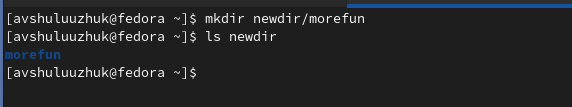 [avshuluuzhuk@fedora ~]$ mkdir newdir/morefun
[avshuluuzhuk@fedora ~]$ ls newdir
morefun
[avshuluuzhuk@fedora ~]$